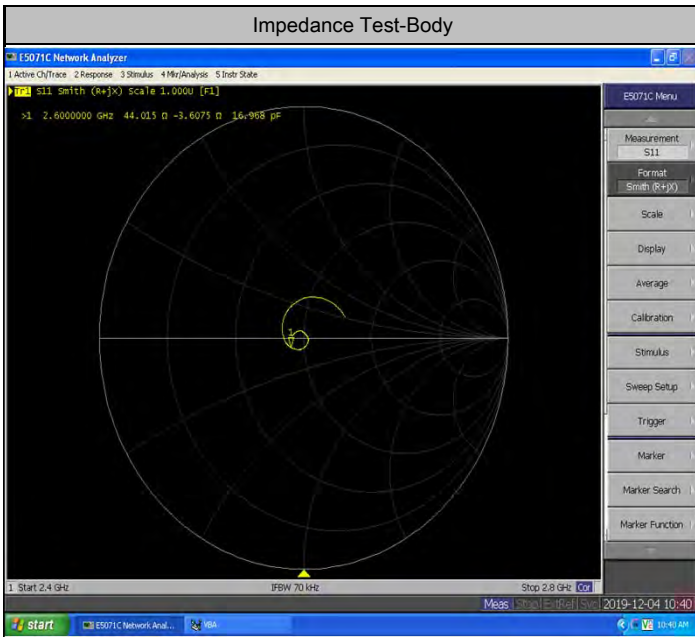 Impedance Test-Body
E5071C Network Analyzer
1 Active Ch/Trace 2 Response 3 Stimulus 4 Mkr/Analysis 5 Instr State
Tr1 S11 Smith (R+jX) Scale 1.000U [F1]
>1 2.6000000 GHz 44.015 Ω -3.6075 Ω 16.968 pF
1
E5071C Menu
Measurement
S11
Format
Smith (R+jX)
Scale
Display
Average
Calibration
Stimulus
Sweep Setup
Trigger
Marker
Marker Search
Marker Function
1 Start 2.4 GHz IFBW 70 kHz Stop 2.8 GHz Cor
Meas Stop ExtRef Svc 2019-12-04 10:40
start E5071C Network Anal... VBA 10:40 AM